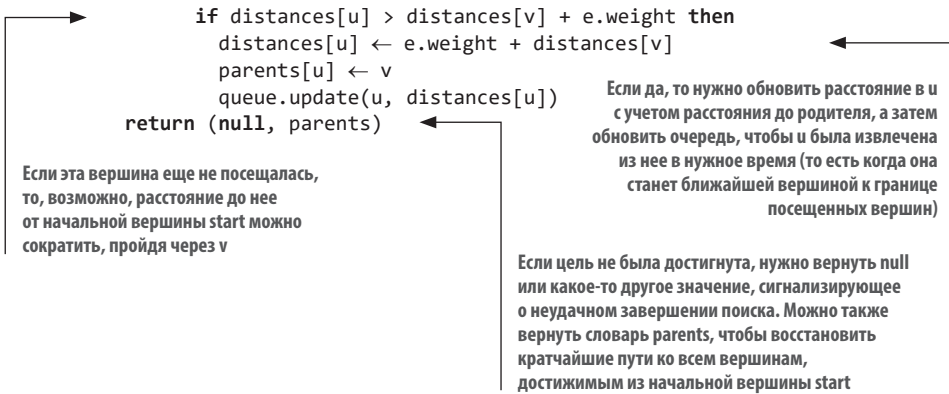 if distances[u] > distances[v] + e.weight then
distances[u] ← e.weight + distances[v]
parents[u] ← v
queue.update(u, distances[u])
return (null, parents)
Если да, то нужно обновить расстояние в u
с учетом расстояния до родителя, а затем
обновить очередь, чтобы u была извлечена
из нее в нужное время (то есть когда она
станет ближайшей вершиной к границе
посещенных вершин)
Если эта вершина еще не посещалась,
то, возможно, расстояние до нее
от начальной вершины start можно
сократить, пройдя через v
Если цель не была достигнута, нужно вернуть null
или какое-то другое значение, сигнализирующее
о неудачном завершении поиска. Можно также
вернуть словарь parents, чтобы восстановить
кратчайшие пути ко всем вершинам,
достижимым из начальной вершины start